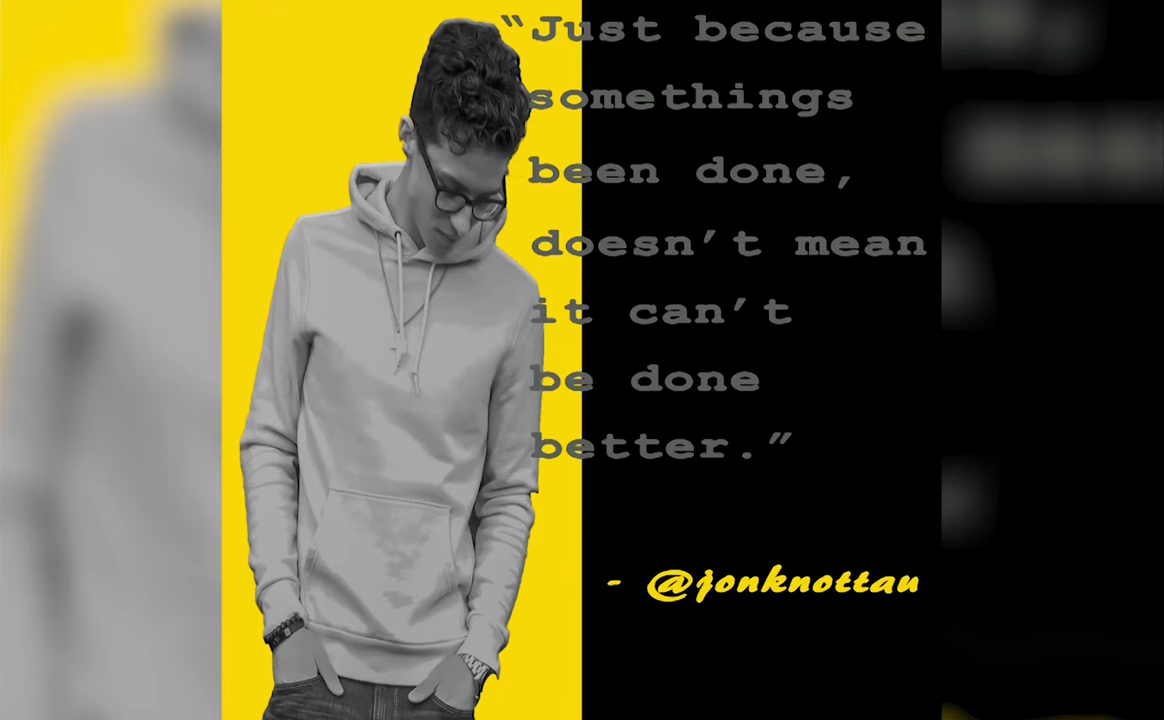 “Just because
somethings
been done,
doesn’t mean
it can’t
be done
better.”
- @jonknottau